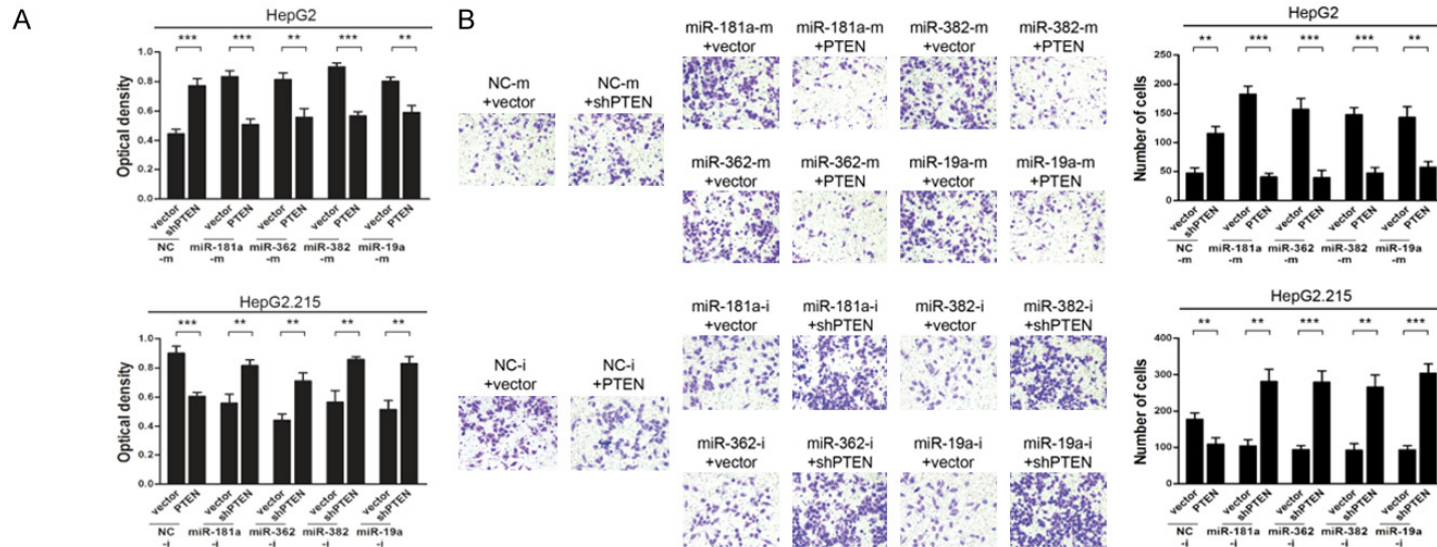 A
HepG2
*** *** ** *** **
Optical density
1.0
0.8
0.6
0.4
0.2
0.0
vector shPTEN vector PTEN vector PTEN vector PTEN vector PTEN
NC miR-181a miR-362 miR-382 miR-19a
-m -m -m -m -m
HepG2.215
*** ** ** ** **
Optical density
1.0
0.8
0.6
0.4
0.2
0.0
vector PTEN vector shPTEN vector shPTEN vector shPTEN vector shPTEN
NC miR-181a miR-362 miR-382 miR-19a
-i -i -i -i -i
B
NC-m NC-m
+vector +shPTEN
miR-181a-m miR-181a-m miR-382-m miR-382-m
+vector +PTEN +vector +PTEN
miR-362-m miR-362-m miR-19a-m miR-19a-m
+vector +PTEN +vector +PTEN
HepG2
** *** *** *** **
Number of cells
250
200
150
100
50
0
vector shPTEN vector PTEN vector PTEN vector PTEN vector PTEN
NC miR-181a miR-362 miR-382 miR-19a
-m -m -m -m -m
NC-i NC-i
+vector +PTEN
miR-181a-i miR-181a-i miR-382-i miR-382-i
+vector +shPTEN +vector +shPTEN
miR-362-i miR-362-i miR-19a-i miR-19a-i
+vector +shPTEN +vector +shPTEN
HepG2.215
** ** *** ** ***
Number of cells
400
300
200
100
0
vector PTEN vector shPTEN vector shPTEN vector shPTEN vector shPTEN
NC miR-181a miR-362 miR-382 miR-19a
-i -i -i -i -i